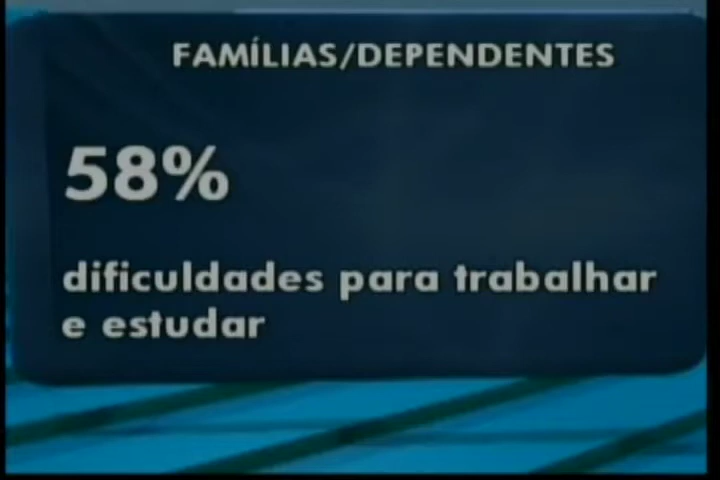 FAMÍLIAS/DEPENDENTES
58%
dificuldades para trabalhar
e estudar